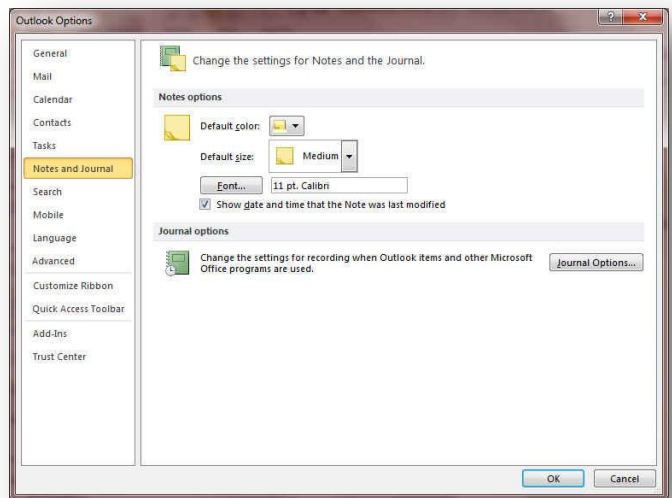 Outlook Options
General
Mail
Calendar
Contacts
Tasks
Notes and Journal
Search
Mobile
Language
Advanced
Customize Ribbon
Quick Access Toolbar
Add-Ins
Trust Center
Change the settings for Notes and the Journal.
Notes options
Default color:
Default size: Medium
Font... 11 pt. Calibri
Show date and time that the Note was last modified
Journal options
Change the settings for recording when Outlook items and other Microsoft
Office programs are used.
Journal Options...
OK Cancel